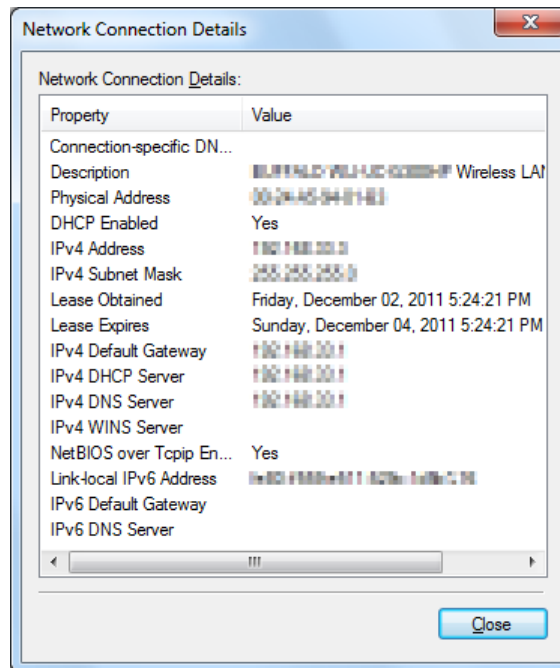 Network Connection Details
Network Connection Details:
Property Value
Connection-specific DN...
Description Wireless LAN
Physical Address
DHCP Enabled Yes
IPv4 Address
IPv4 Subnet Mask
Lease Obtained Friday, December 02, 2011 5:24:21 PM
Lease Expires Sunday, December 04, 2011 5:24:21 PM
IPv4 Default Gateway
IPv4 DHCP Server
IPv4 DNS Server
IPv4 WINS Server
NetBIOS over Tcpip En... Yes
Link-local IPv6 Address
IPv6 Default Gateway
IPv6 DNS Server
Close